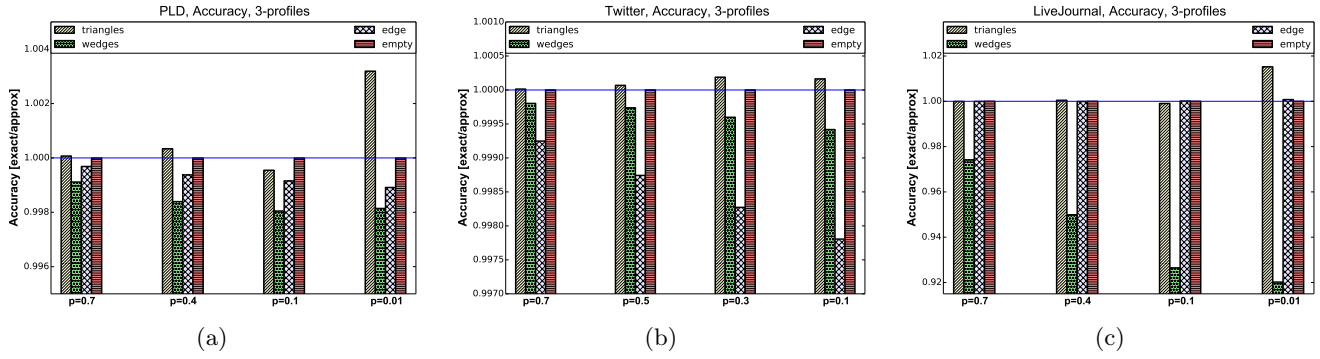 PLD, Accuracy, 3-profiles
triangles
wedges
edge
empty
Accuracy [exact/approx]
1.004
1.002
1.000
0.998
0.996
p=0.7 p=0.4 p=0.1 p=0.01
(a)
Twitter, Accuracy, 3-profiles
triangles
wedges
edge
empty
Accuracy [exact/approx]
1.0010
1.0005
1.0000
0.9995
0.9990
0.9985
0.9980
0.9975
0.9970
p=0.7 p=0.5 p=0.3 p=0.1
(b)
LiveJournal, Accuracy, 3-profiles
triangles
wedges
edge
empty
Accuracy [exact/approx]
1.02
1.00
0.98
0.96
0.94
0.92
p=0.7 p=0.4 p=0.1 p=0.01
(c)